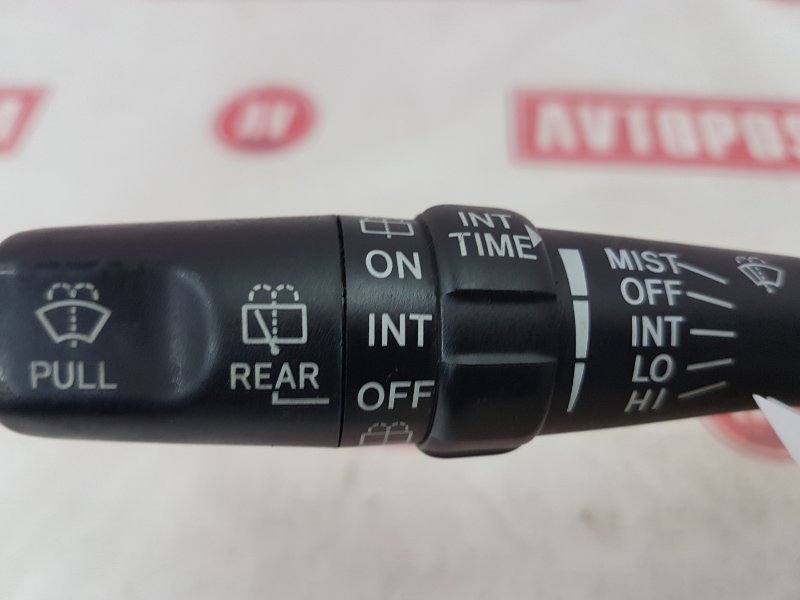 AVTOPOS
PULL
REAR
ON
INT
OFF
INT
TIME
MIST
OFF
INT
LO
HI